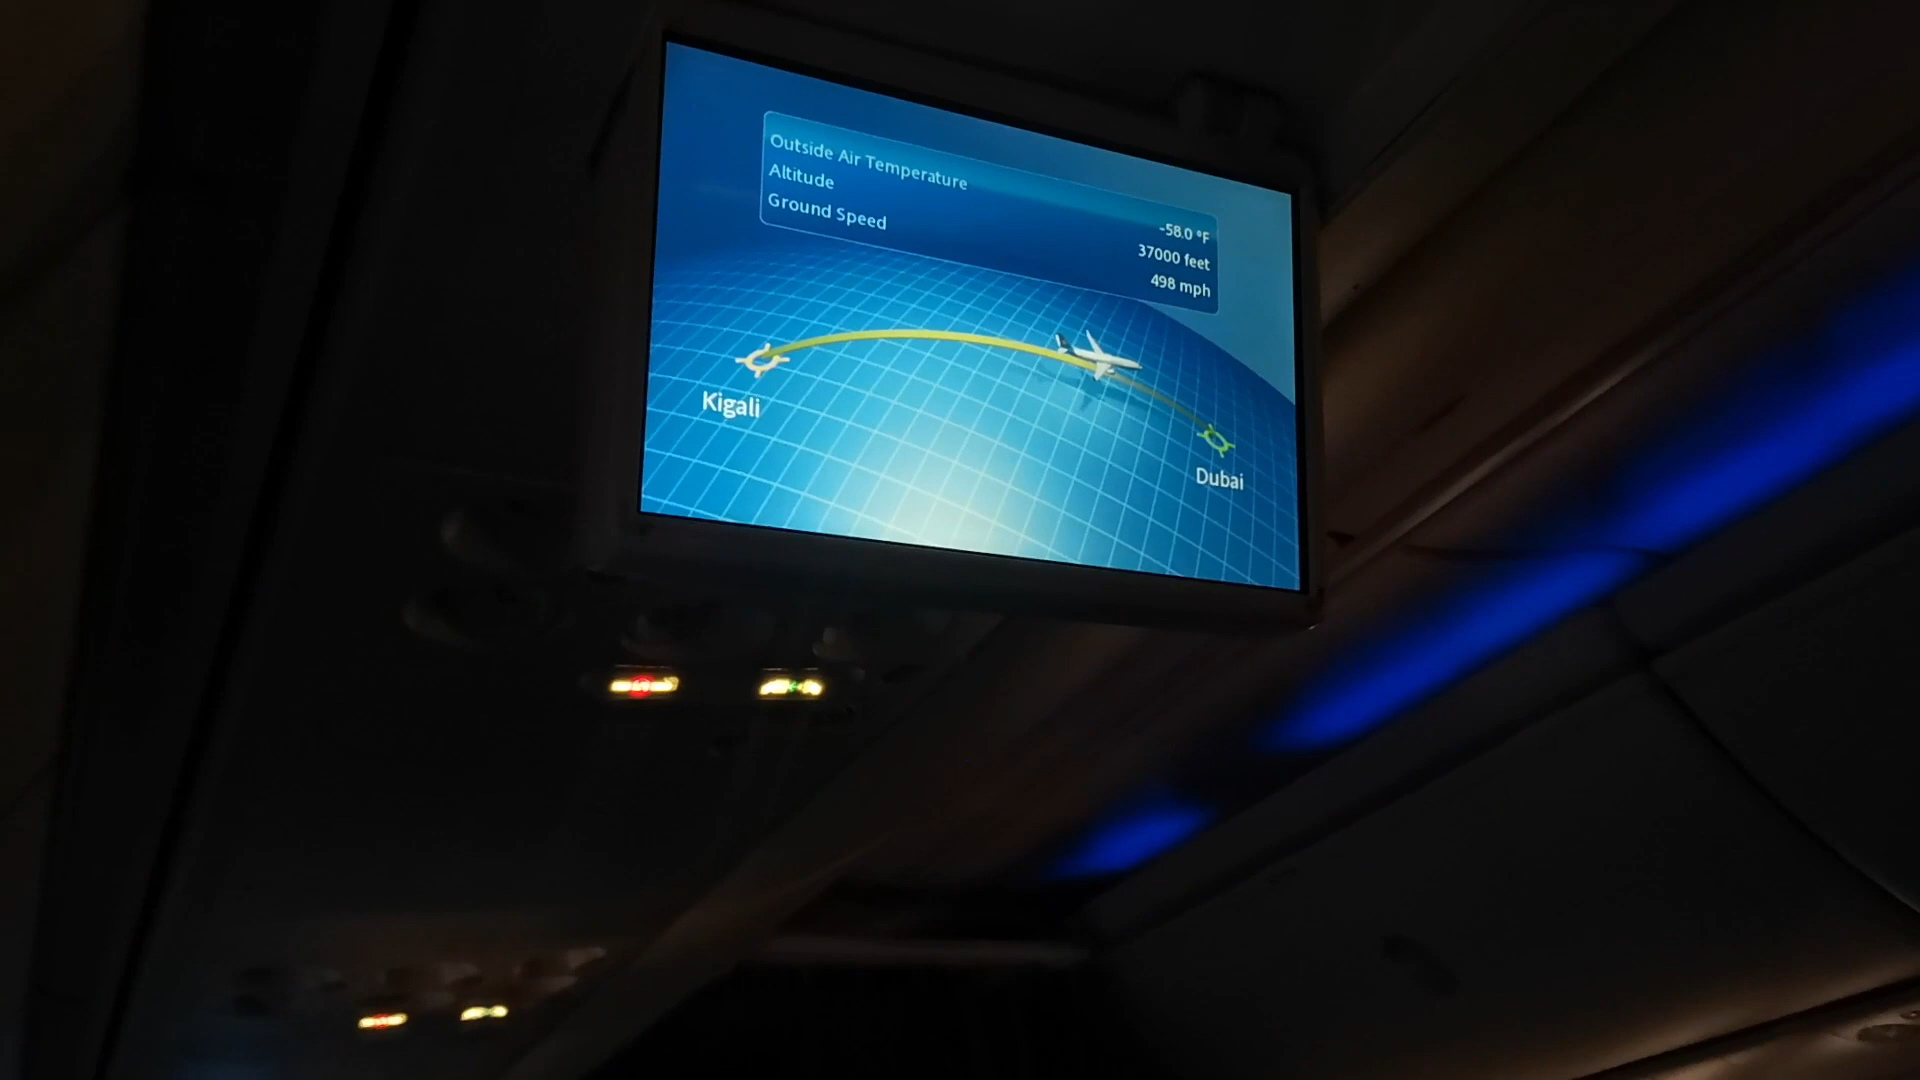 Outside Air Temperature -58.0 °F
Altitude 37000 feet
Ground Speed 498 mph
Kigali
Dubai